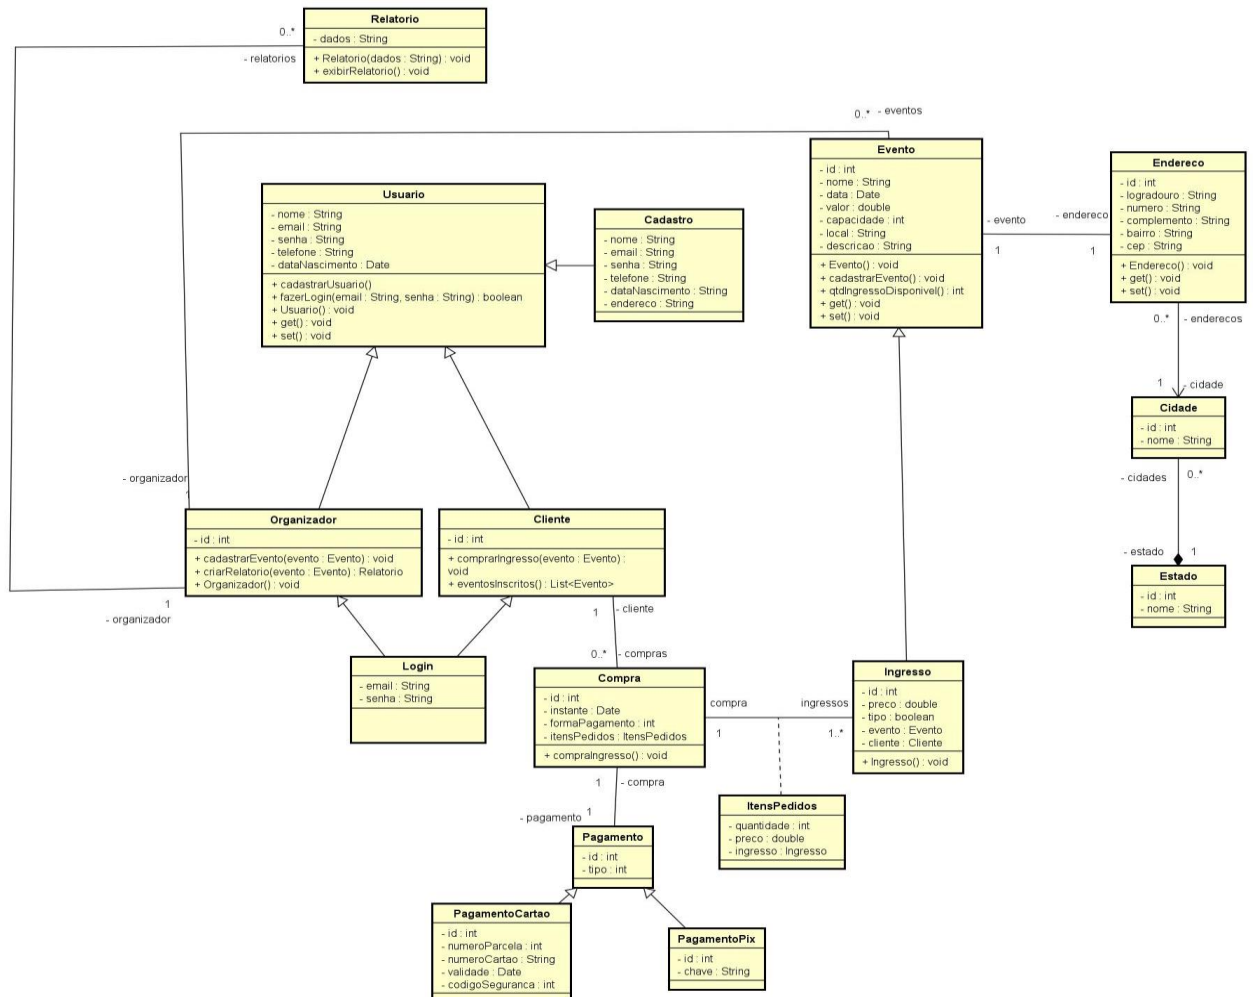 Relatorio
- dados : String
+ Relatorio(dados : String) : void
+ exibirRelatorio() : void
0..*
- relatorios
0..*
- eventos
Evento
- id : int
- nome : String
- data : Date
- valor : double
- capacidade : int
- local : String
- descricao : String
+ Evento() : void
+ cadastrarEvento() : void
+ qtdIngressoDisponivel() : int
+ get() : void
+ set() : void
- evento
1
- endereco
1
Endereco
- id : int
- logradouro : String
- numero : String
- complemento : String
- bairro : String
- cep : String
+ Endereco() : void
+ get() : void
+ set() : void
0..*
- enderecos
1
- cidade
Usuario
- nome : String
- email : String
- senha : String
- telefone : String
- dataNascimento : Date
+ cadastrarUsuario()
+ fazerLogin(email : String, senha : String) : boolean
+ Usuario() : void
+ get() : void
+ set() : void
Cadastro
- nome : String
- email : String
- senha : String
- telefone : String
- dataNascimento : String
- endereco : String
Cidade
- id : int
- nome : String
- cidades
0..*
- estado
1
Estado
- id : int
- nome : String
- organizador
1
Organizador
- id : int
+ cadastrarEvento(evento : Evento) : void
+ criarRelatorio(evento : Evento) : Relatorio
+ Organizador() : void
1
- organizador
Cliente
- id : int
+ comprarIngresso(evento : Evento) :
void
+ eventosInscritos() : List<Evento>
1
- cliente
0..*
- compras
Login
- email : String
- senha : String
Compra
- id : int
- instante : Date
- formaPagamento : int
- itensPedidos : ItensPedidos
+ compraIngresso() : void
compra
1
ingressos
1..*
Ingresso
- id : int
- preco : double
- tipo : boolean
- evento : Evento
- cliente : Cliente
+ Ingresso() : void
1
- compra
- pagamento
1
ItensPedidos
- quantidade : int
- preco : double
- ingresso : Ingresso
Pagamento
- id : int
- tipo : int
PagamentoCartao
- id : int
- numeroParcela : int
- numeroCartao : String
- validade : Date
- codigoSeguranca : int
PagamentoPix
- id : int
- chave : String